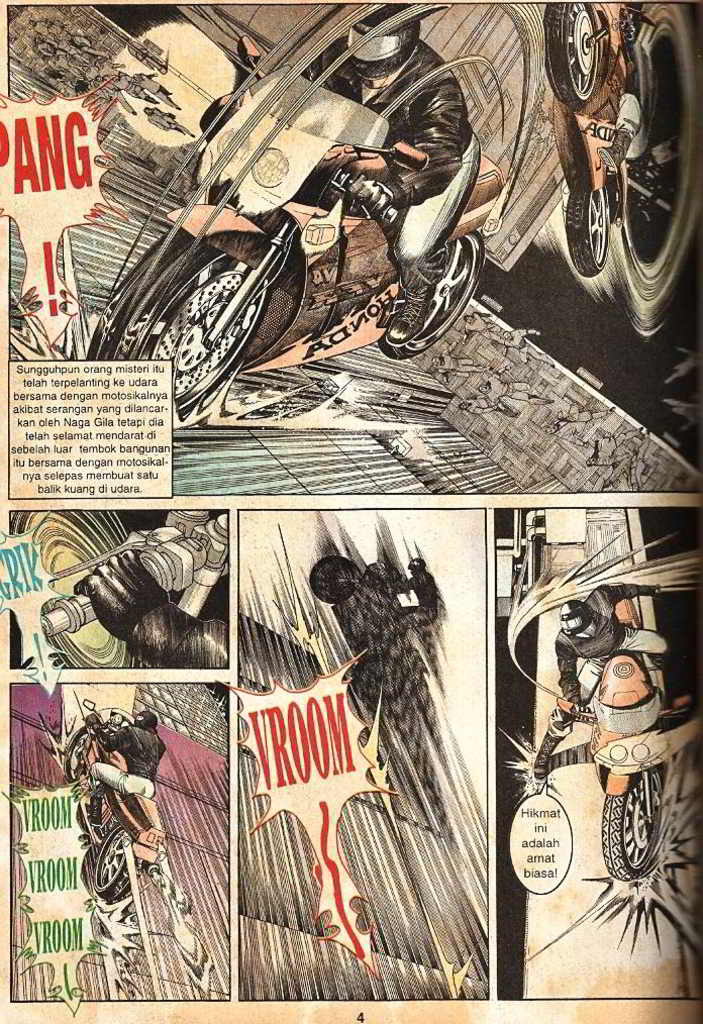 PANG
!
HONDA
Sungguhpun orang misteri itu
telah terpelanting ke udara
bersama dengan motosikalnya
akibat serangan yang dilancar-
kan oleh Naga Gila tetapi dia
telah selamat mendarat di
sebelah luar tembok bangunan
itu bersama dengan motosikal-
nya selepas membuat satu
balik kuang di udara.
KRIK
!
VROOM
VROOM
VROOM
VROOM
Hikmat
ini
adalah
amat
biasa!
4